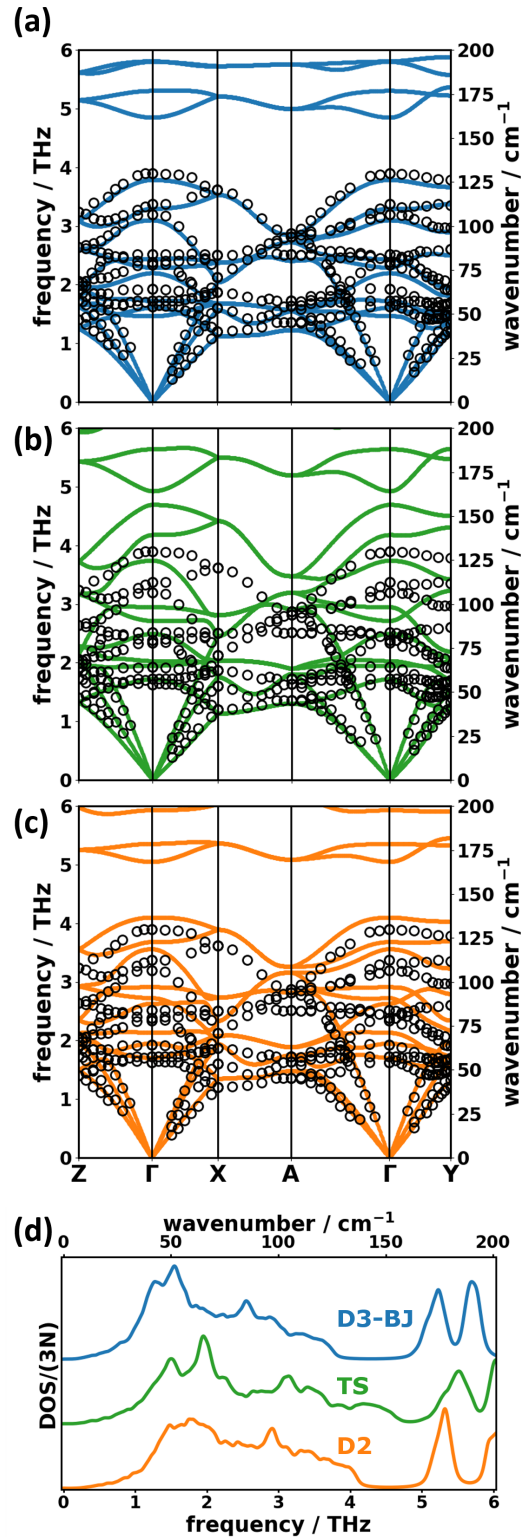 (a)
6
5
4
3
2
1
0
frequency / THz
200
175
150
125
100
75
50
25
0
wavenumber / cm⁻¹
(b)
6
5
4
3
2
1
0
frequency / THz
200
175
150
125
100
75
50
25
0
wavenumber / cm⁻¹
(c)
6
5
4
3
2
1
0
frequency / THz
200
175
150
125
100
75
50
25
0
wavenumber / cm⁻¹
Z Γ X A Γ Y
(d)
wavenumber / cm⁻¹
0 50 100 150 200
DOS/(3N)
D3-BJ
TS
D2
0 1 2 3 4 5 6
frequency / THz